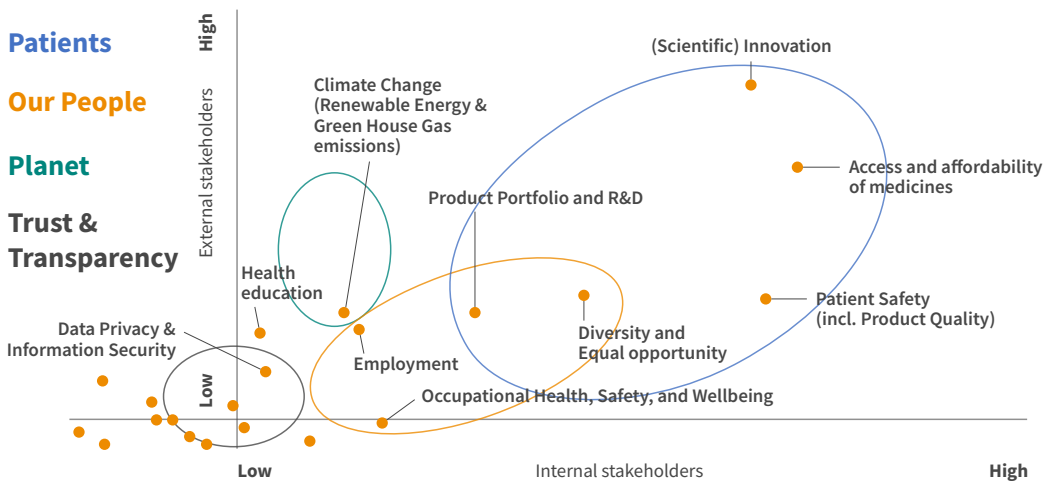 Patients
Our People
Planet
Trust &
Transparency
High
External stakeholders
Low
(Scientific) Innovation
Climate Change
(Renewable Energy &
Green House Gas
emissions)
Access and affordability
of medicines
Product Portfolio and R&D
Health
education
Patient Safety
(incl. Product Quality)
Data Privacy &
Information Security
Diversity and
Equal opportunity
Employment
Occupational Health, Safety, and Wellbeing
Low
Internal stakeholders
High